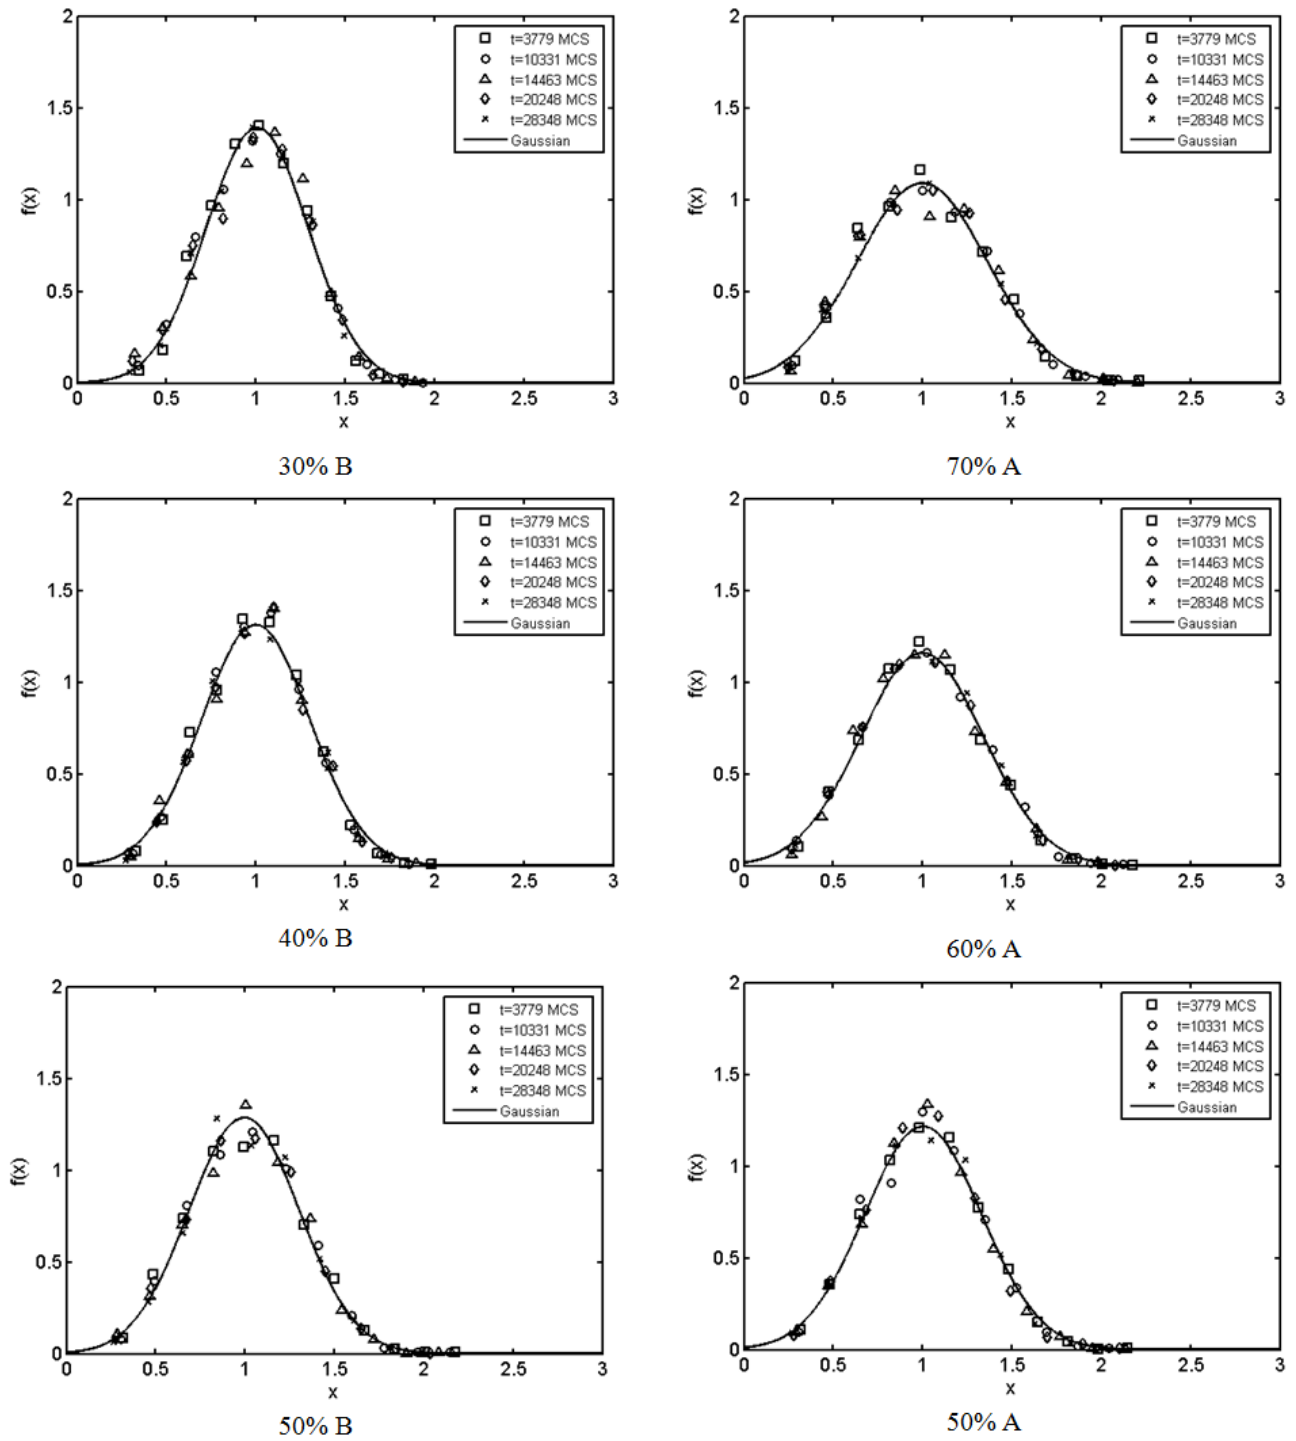 2
1.5
1
0.5
0
f(x)
0 0.5 1 1.5 2 2.5 3
x
t=3779 MCS
t=10331 MCS
t=14463 MCS
t=20248 MCS
t=28348 MCS
Gaussian
30% B
2
1.5
1
0.5
0
f(x)
0 0.5 1 1.5 2 2.5 3
x
t=3779 MCS
t=10331 MCS
t=14463 MCS
t=20248 MCS
t=28348 MCS
Gaussian
70% A
2
1.5
1
0.5
0
f(x)
0 0.5 1 1.5 2 2.5 3
x
t=3779 MCS
t=10331 MCS
t=14463 MCS
t=20248 MCS
t=28348 MCS
Gaussian
40% B
2
1.5
1
0.5
0
f(x)
0 0.5 1 1.5 2 2.5 3
x
t=3779 MCS
t=10331 MCS
t=14463 MCS
t=20248 MCS
t=28348 MCS
Gaussian
60% A
2
1.5
1
0.5
0
f(x)
0 0.5 1 1.5 2 2.5 3
x
t=3779 MCS
t=10331 MCS
t=14463 MCS
t=20248 MCS
t=28348 MCS
Gaussian
50% B
2
1.5
1
0.5
0
f(x)
0 0.5 1 1.5 2 2.5 3
x
t=3779 MCS
t=10331 MCS
t=14463 MCS
t=20248 MCS
t=28348 MCS
Gaussian
50% A